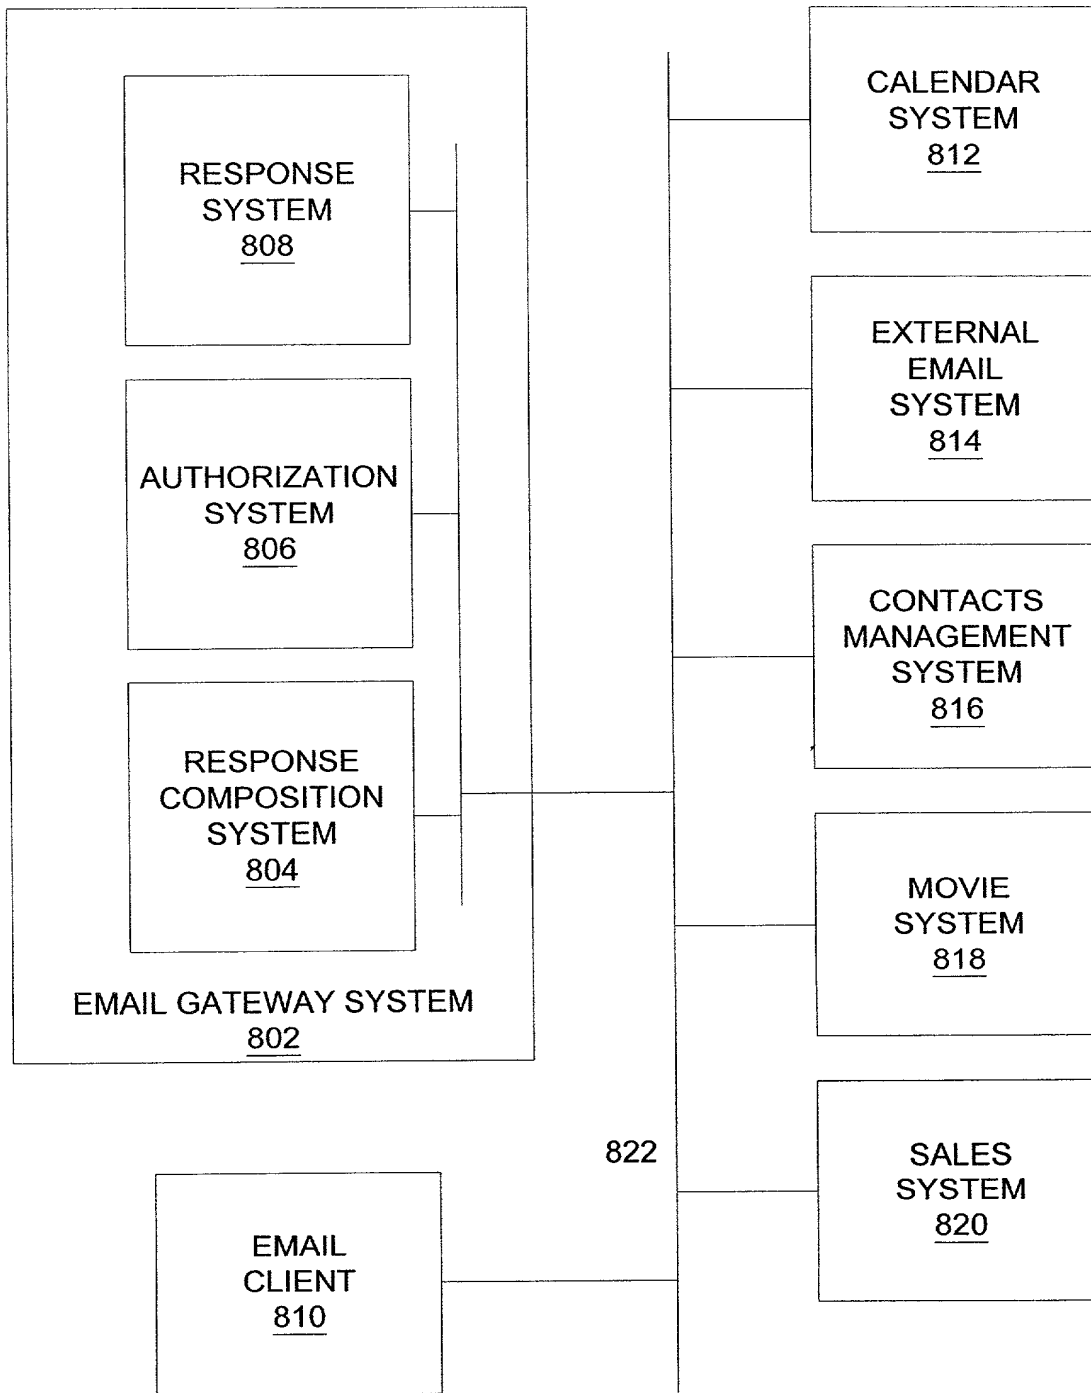 RESPONSE
SYSTEM
808
AUTHORIZATION
SYSTEM
806
RESPONSE
COMPOSITION
SYSTEM
804
EMAIL GATEWAY SYSTEM
802
EMAIL
CLIENT
810
822
CALENDAR
SYSTEM
812
EXTERNAL
EMAIL
SYSTEM
814
CONTACTS
MANAGEMENT
SYSTEM
816
MOVIE
SYSTEM
818
SALES
SYSTEM
820